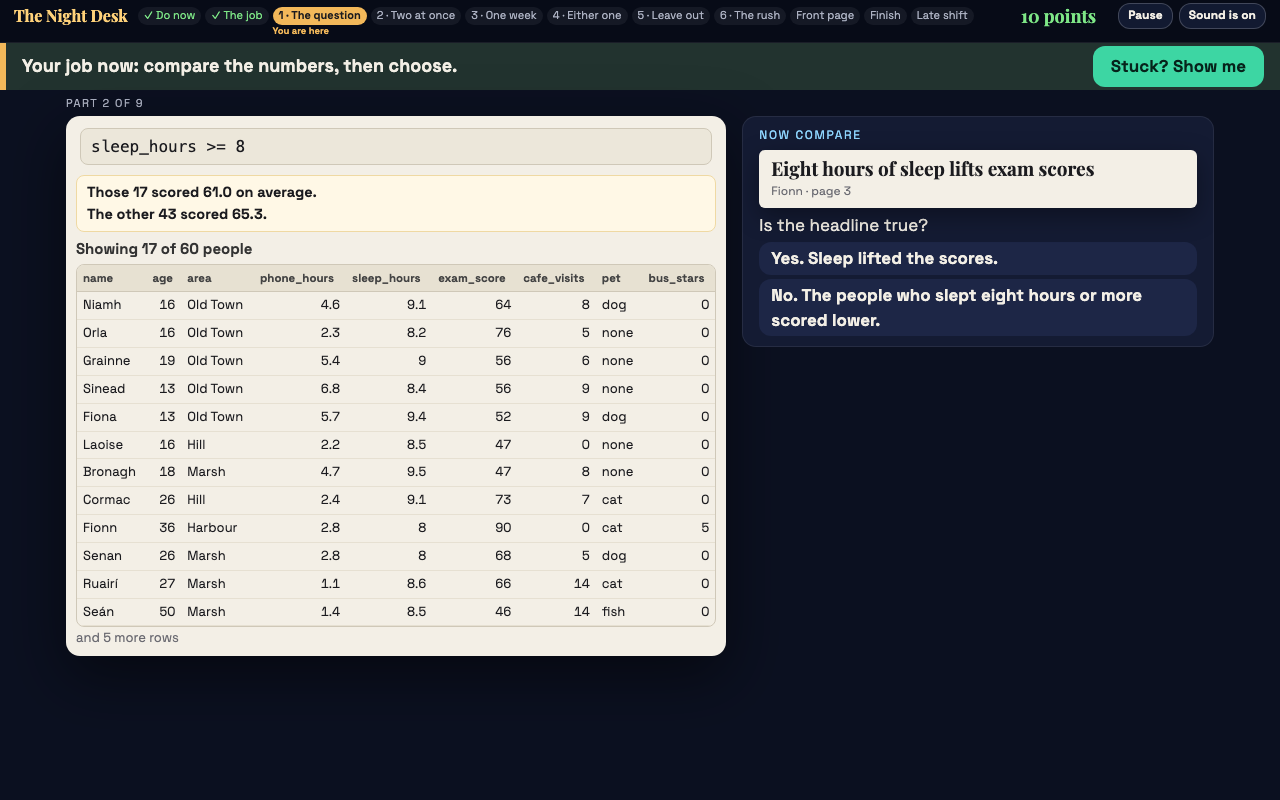 The Night Desk ✓ Do now ✓ The job 1 · The question 2 · Two at once 3 · One week 4 · Either one 5 · Leave out 6 · The rush Front page Finish Late shift 10 points Pause Sound is on
You are here
Your job now: compare the numbers, then choose. Stuck? Show me
PART 2 OF 9
sleep_hours >= 8
Those 17 scored 61.0 on average.
The other 43 scored 65.3.
Showing 17 of 60 people
name age area phone_hours sleep_hours exam_score cafe_visits pet bus_stars
Niamh 16 Old Town 4.6 9.1 64 8 dog 0
Orla 16 Old Town 2.3 8.2 76 5 none 0
Grainne 19 Old Town 5.4 9 56 6 none 0
Sinead 13 Old Town 6.8 8.4 56 9 none 0
Fiona 13 Old Town 5.7 9.4 52 9 dog 0
Laoise 16 Hill 2.2 8.5 47 0 none 0
Bronagh 18 Marsh 4.7 9.5 47 8 none 0
Cormac 26 Hill 2.4 9.1 73 7 cat 0
Fionn 36 Harbour 2.8 8 90 0 cat 5
Senan 26 Marsh 2.8 8 68 5 dog 0
Ruairí 27 Marsh 1.1 8.6 66 14 cat 0
Seán 50 Marsh 1.4 8.5 46 14 fish 0
and 5 more rows
NOW COMPARE
Eight hours of sleep lifts exam scores
Fionn · page 3
Is the headline true?
Yes. Sleep lifted the scores.
No. The people who slept eight hours or more
scored lower.